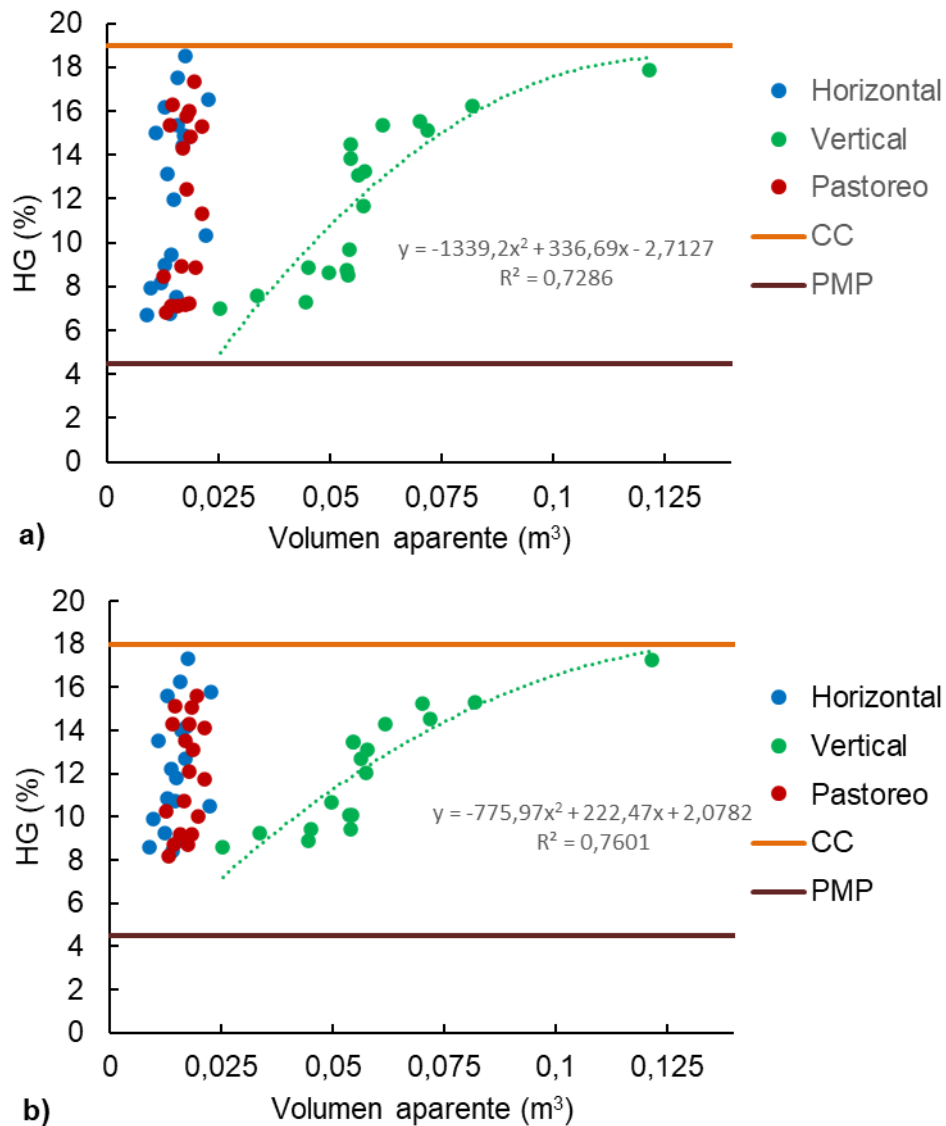 20
18
16
14
12
10
8
6
4
2
0
HG (%)
y = -1339,2x² + 336,69x - 2,7127
R² = 0,7286
Horizontal
Vertical
Pastoreo
CC
PMP
0 0,025 0,05 0,075 0,1 0,125
a) Volumen aparente (m³)
20
18
16
14
12
10
8
6
4
2
0
HG (%)
y = -775,97x² + 222,47x + 2,0782
R² = 0,7601
Horizontal
Vertical
Pastoreo
CC
PMP
0 0,025 0,05 0,075 0,1 0,125
b) Volumen aparente (m³)